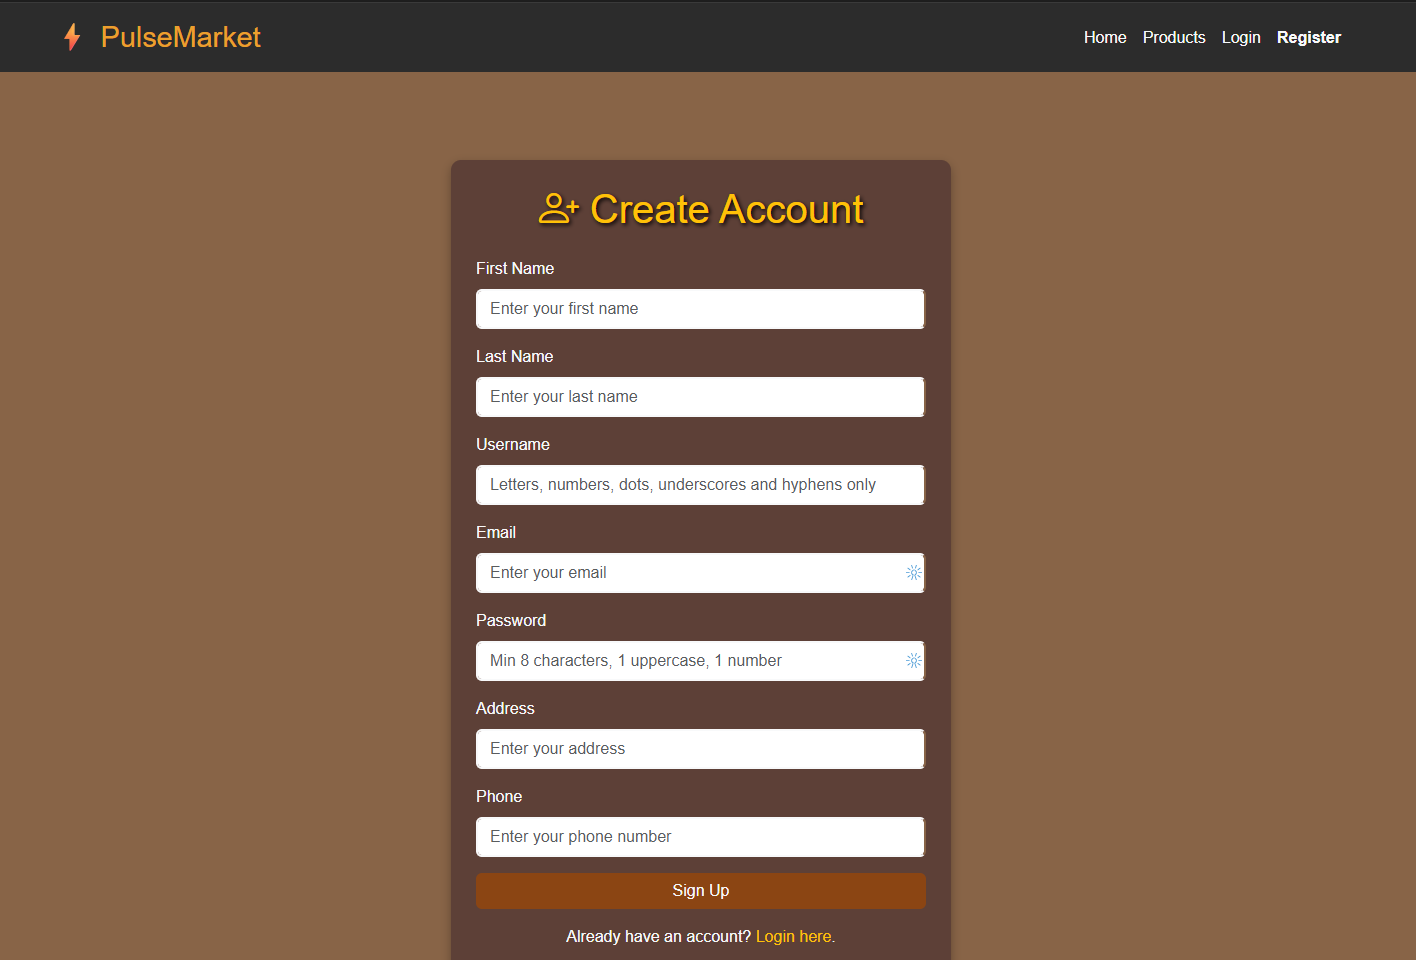 PulseMarket
Home Products Login Register
Create Account
First Name
Enter your first name
Last Name
Enter your last name
Username
Letters, numbers, dots, underscores and hyphens only
Email
Enter your email
Password
Min 8 characters, 1 uppercase, 1 number
Address
Enter your address
Phone
Enter your phone number
Sign Up
Already have an account? Login here.